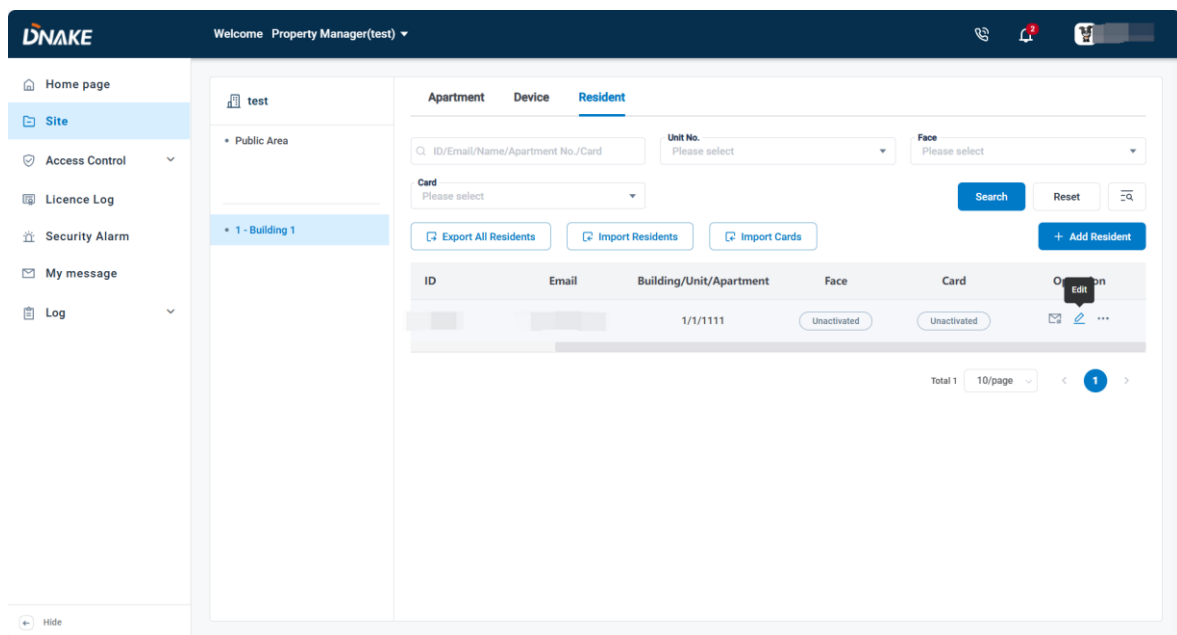 DNAKE
Welcome Property Manager(test)
2
Home page
Site
Access Control
Licence Log
Security Alarm
My message
Log
Hide
test
Public Area
1 - Building 1
Apartment Device Resident
ID/Email/Name/Apartment No./Card
Unit No.
Please select
Face
Please select
Card
Please select
Search Reset
Export All Residents Import Residents Import Cards + Add Resident
ID Email Building/Unit/Apartment Face Card
Edit
1/1/1111 Unactivated Unactivated
Total 1 10/page < 1 >